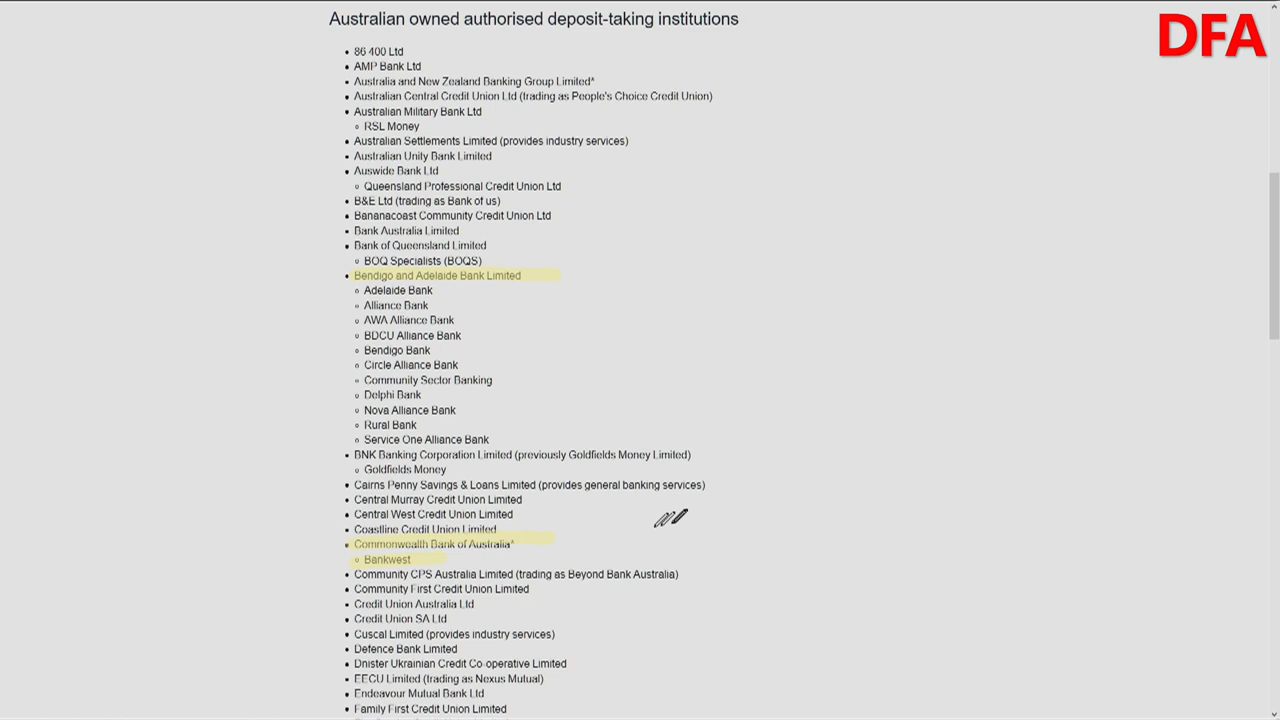 Australian owned authorised deposit-taking institutions
DFA
86 400 Ltd
AMP Bank Ltd
Australia and New Zealand Banking Group Limited*
Australian Central Credit Union Ltd (trading as People's Choice Credit Union)
Australian Military Bank Ltd
RSL Money
Australian Settlements Limited (provides industry services)
Australian Unity Bank Limited
Auswide Bank Ltd
Queensland Professional Credit Union Ltd
B&E Ltd (trading as Bank of us)
Bananacoast Community Credit Union Ltd
Bank Australia Limited
Bank of Queensland Limited
BOQ Specialists (BOQS)
Bendigo and Adelaide Bank Limited
Adelaide Bank
Alliance Bank
AWA Alliance Bank
BDCU Alliance Bank
Bendigo Bank
Circle Alliance Bank
Community Sector Banking
Delphi Bank
Nova Alliance Bank
Rural Bank
Service One Alliance Bank
BNK Banking Corporation Limited (previously Goldfields Money Limited)
Goldfields Money
Cairns Penny Savings & Loans Limited (provides general banking services)
Central Murray Credit Union Limited
Central West Credit Union Limited
Coastline Credit Union Limited
Commonwealth Bank of Australia*
Bankwest
Community CPS Australia Limited (trading as Beyond Bank Australia)
Community First Credit Union Limited
Credit Union Australia Ltd
Credit Union SA Ltd
Cuscal Limited (provides industry services)
Defence Bank Limited
Dnister Ukrainian Credit Co-operative Limited
EECU Limited (trading as Nexus Mutual)
Endeavour Mutual Bank Ltd
Family First Credit Union Limited